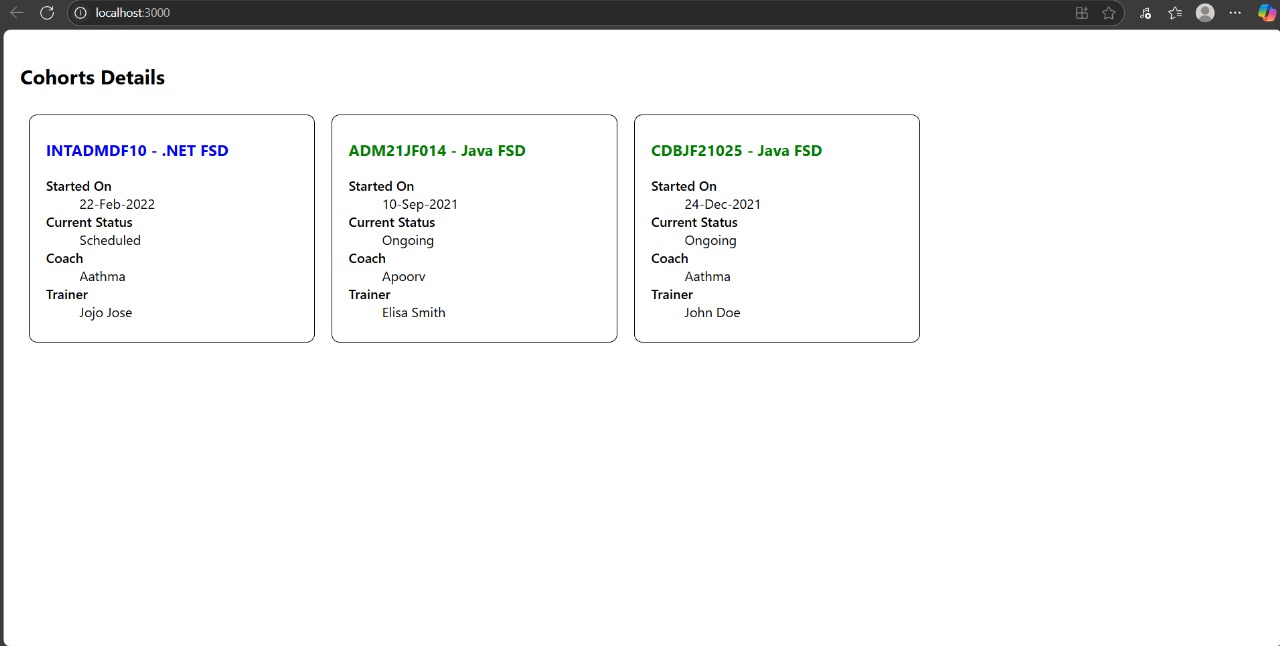 localhost:3000
Cohorts Details
INTADMDF10 - .NET FSD
Started On
22-Feb-2022
Current Status
Scheduled
Coach
Aathma
Trainer
Jojo Jose
ADM21JF014 - Java FSD
Started On
10-Sep-2021
Current Status
Ongoing
Coach
Apoorv
Trainer
Elisa Smith
CDBJF21025 - Java FSD
Started On
24-Dec-2021
Current Status
Ongoing
Coach
Aathma
Trainer
John Doe